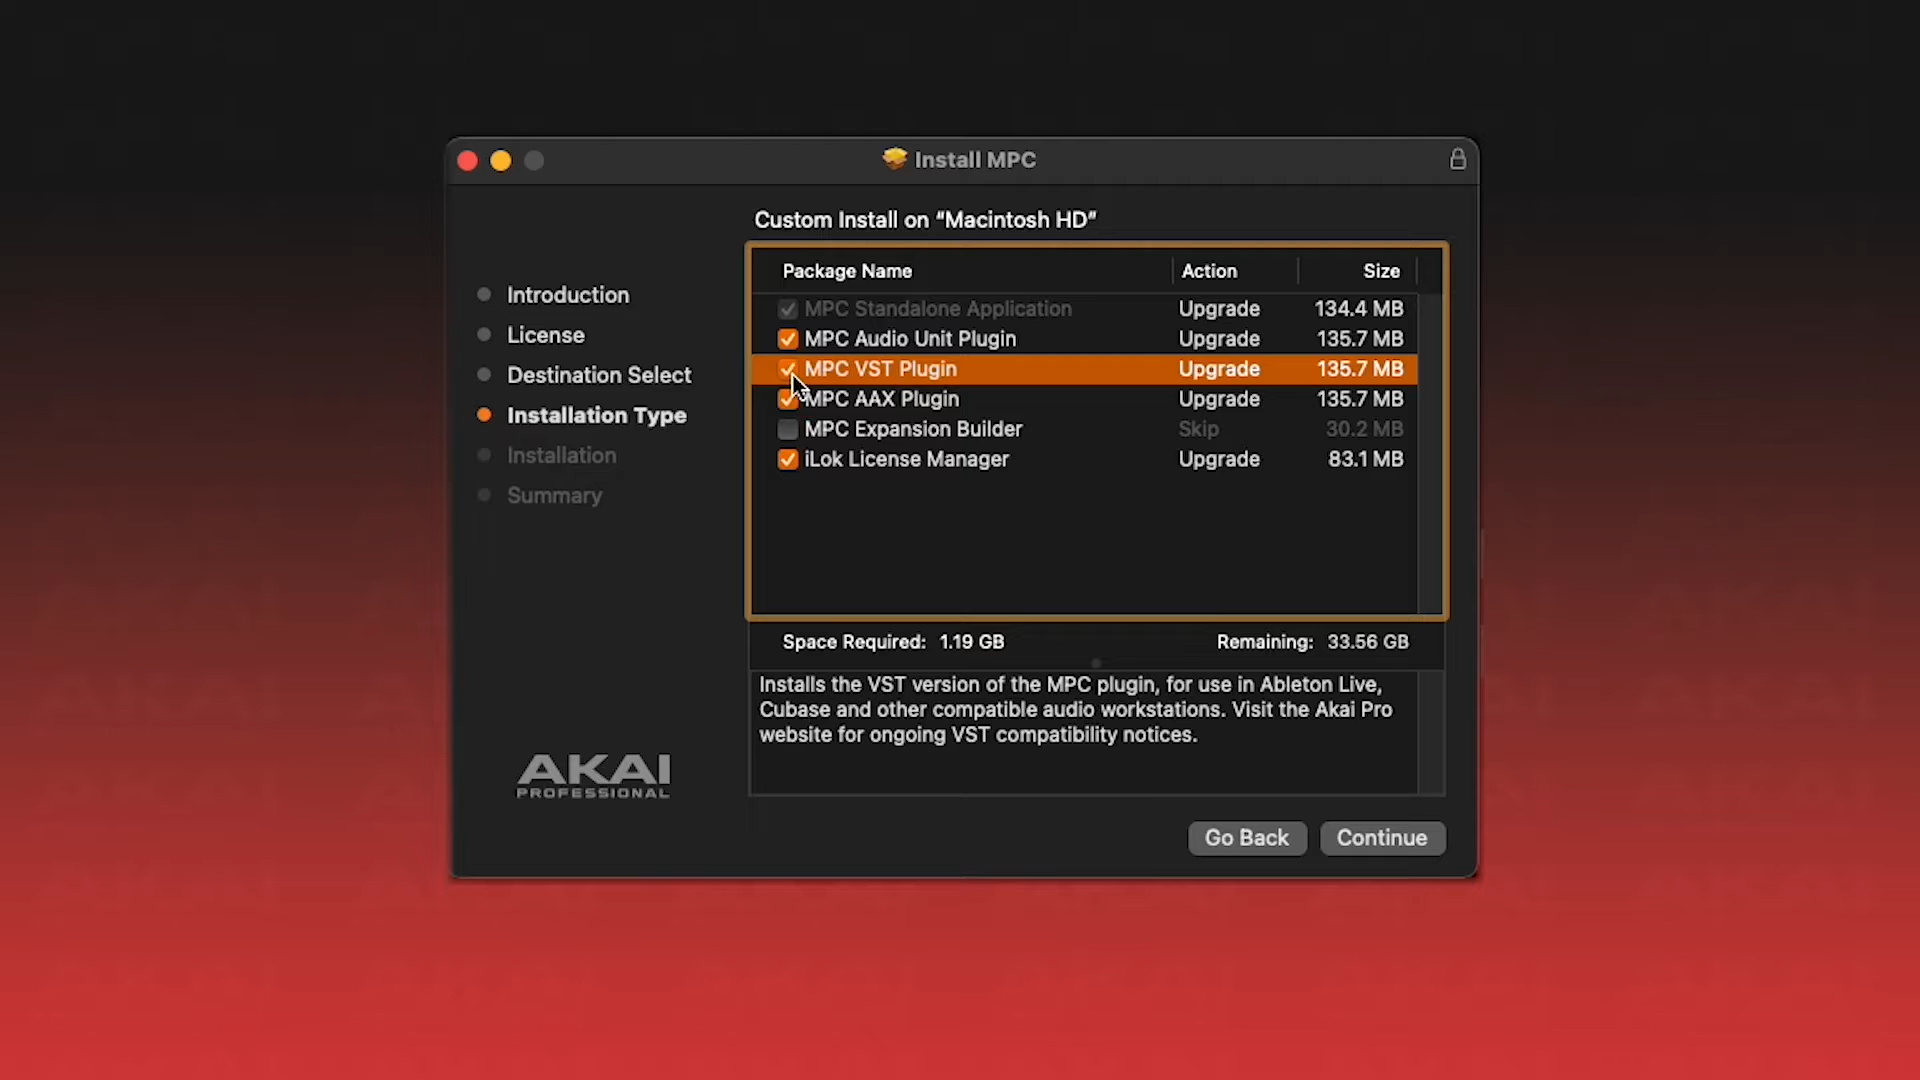 Install MPC
Custom Install on “Macintosh HD”
Introduction
License
Destination Select
Installation Type
Installation
Summary
Package Name Action Size
MPC Standalone Application Upgrade 134.4 MB
MPC Audio Unit Plugin Upgrade 135.7 MB
MPC VST Plugin Upgrade 135.7 MB
MPC AAX Plugin Upgrade 135.7 MB
MPC Expansion Builder Skip 30.2 MB
iLok License Manager Upgrade 83.1 MB
Space Required: 1.19 GB Remaining: 33.56 GB
Installs the VST version of the MPC plugin, for use in Ableton Live,
Cubase and other compatible audio workstations. Visit the Akai Pro
website for ongoing VST compatibility notices.
AKAI
PROFESSIONAL
Go Back Continue